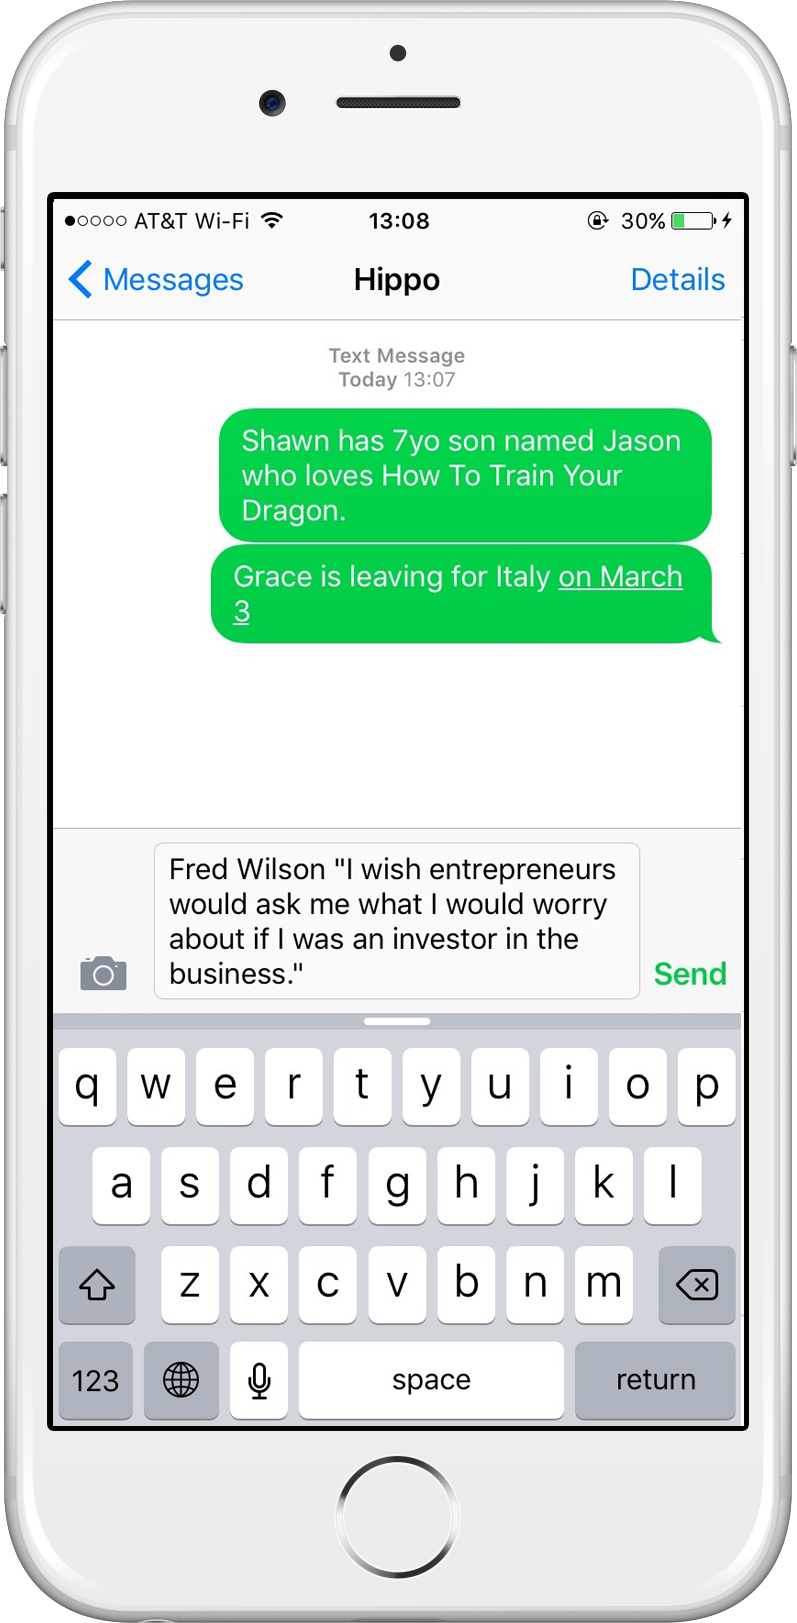 AT&T Wi-Fi 13:08 30%
Messages Hippo Details
Text Message
Today 13:07
Shawn has 7yo son named Jason
who loves How To Train Your
Dragon.
Grace is leaving for Italy on March
3
Fred Wilson "I wish entrepreneurs
would ask me what I would worry
about if I was an investor in the
business."
Send
q w e r t y u i o p
a s d f g h j k l
z x c v b n m
123 space return